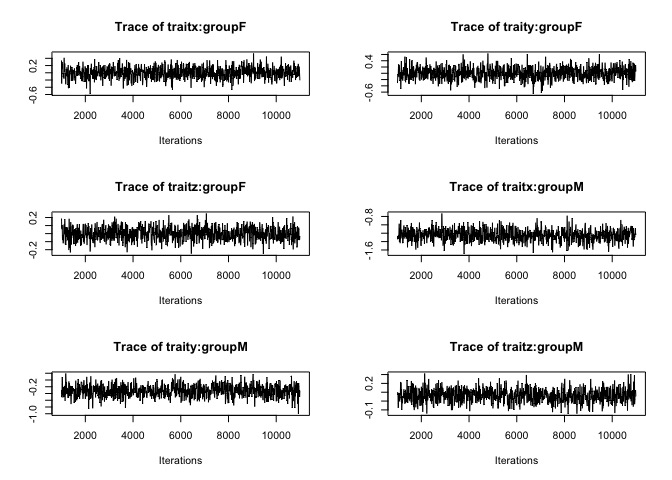 Trace of traitx:groupF
0.2
-0.6
2000 4000 6000 8000 10000
Iterations
Trace of traity:groupF
0.4
-0.6
2000 4000 6000 8000 10000
Iterations
Trace of traitz:groupF
0.2
-0.2
2000 4000 6000 8000 10000
Iterations
Trace of traitx:groupM
-0.8
-1.6
2000 4000 6000 8000 10000
Iterations
Trace of traity:groupM
-0.2
-1.0
2000 4000 6000 8000 10000
Iterations
Trace of traitz:groupM
0.2
-0.1
2000 4000 6000 8000 10000
Iterations